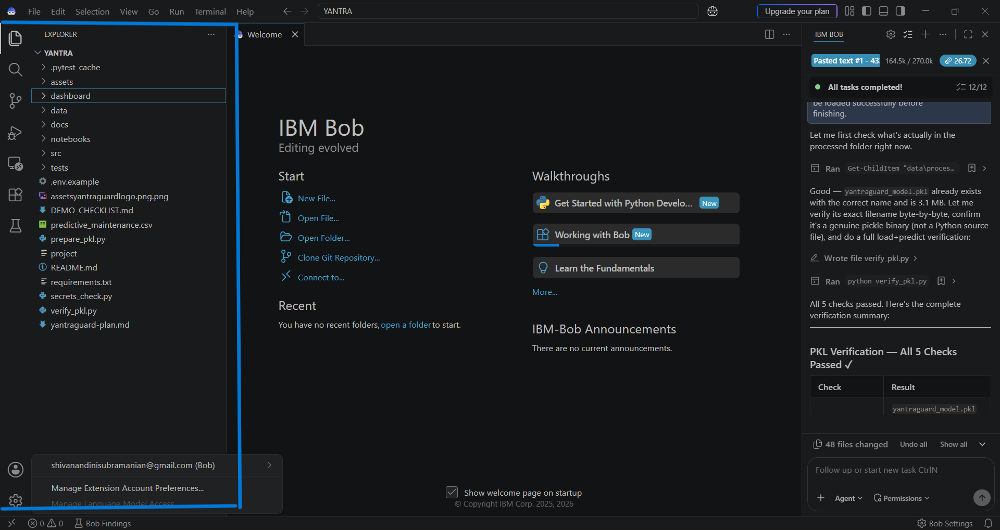 File Edit Selection View Go Run Terminal Help
YANTRA
Upgrade your plan
EXPLORER
YANTRA
.pytest_cache
assets
dashboard
data
docs
notebooks
src
tests
.env.example
assetsyantraguardlogo.png.png
DEMO_CHECKLIST.md
predictive_maintenance.csv
prepare_pkl.py
project
README.md
requirements.txt
secrets_check.py
verify_pkl.py
yantraguard-plan.md
shivanandinisubramanian@gmail.com (Bob)
Manage Extension Account Preferences...
Manage Language Model Access
Welcome
IBM Bob
Editing evolved
Start
New File...
Open File...
Open Folder...
Clone Git Repository...
Connect to...
Recent
You have no recent folders, open a folder to start.
Walkthroughs
Get Started with Python Develo... New
Working with Bob New
Learn the Fundamentals
More...
IBM-Bob Announcements
There are no current announcements.
Show welcome page on startup
© Copyright IBM Corp. 2025, 2026
IBM BOB
Pasted text #1 - 43 164.5k / 270.0k 26.72
All tasks completed! 12/12
be loaded successfully before
finishing.
Let me first check what's actually in the
processed folder right now.
Ran Get-ChildItem "data\proces...
Good — yantraguard_model.pkl already exists
with the correct name and is 3.1 MB. Let me
verify its exact filename byte-by-byte, confirm
it's a genuine pickle binary (not a Python source
file), and do a full load+predict verification:
Wrote file verify_pkl.py
Ran python verify_pkl.py
All 5 checks passed. Here's the complete
verification summary:
PKL Verification — All 5 Checks
Passed ✓
Check Result
yantraguard_model.pkl
48 files changed Undo all Show all
Follow up or start new task CtrlN
Agent Permissions
0 0 Bob Findings
Bob Settings